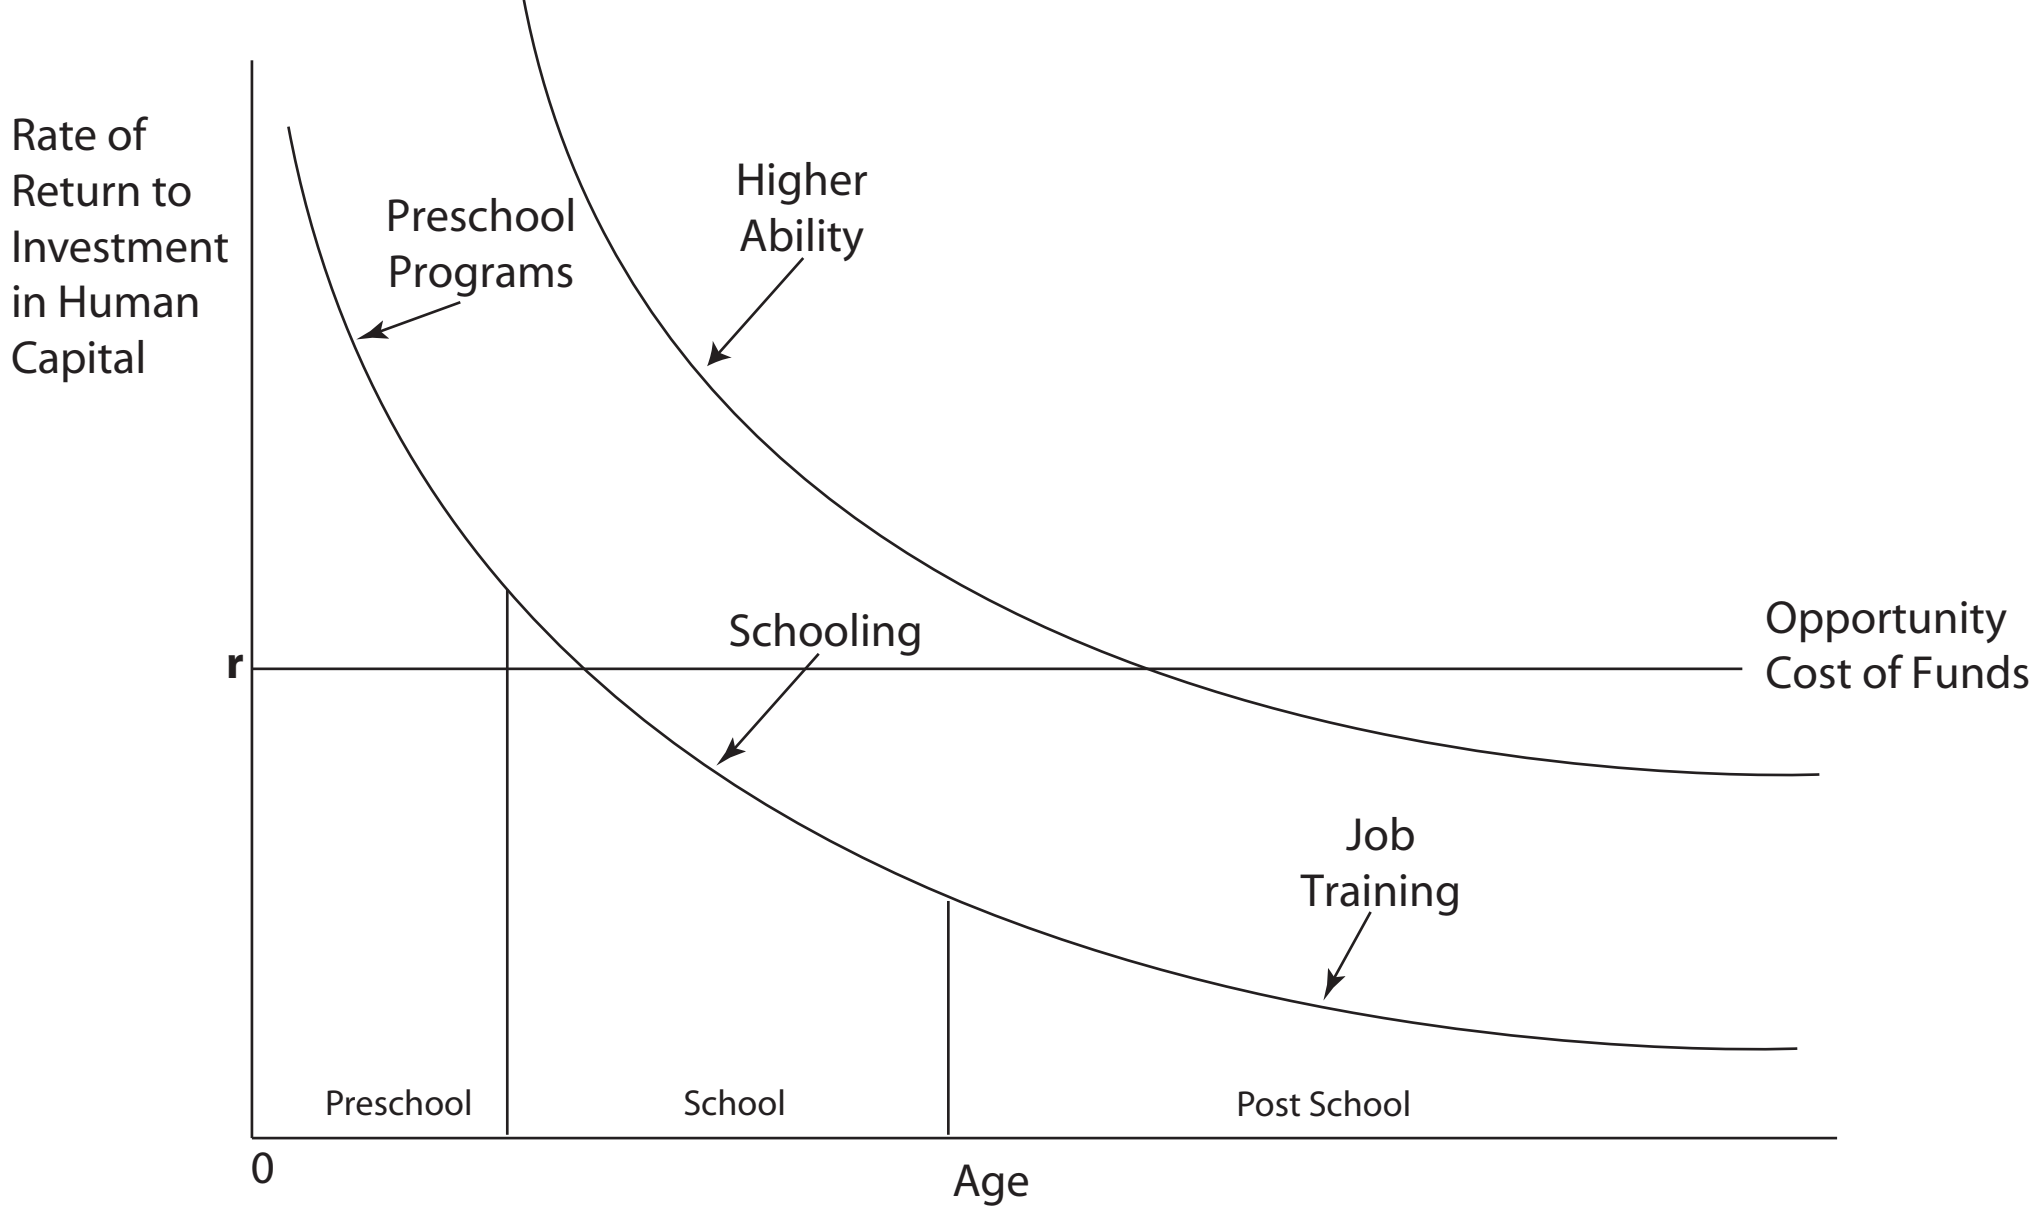 Rate of
Return to
Investment
in Human
Capital
Preschool
Programs
Higher
Ability
Schooling
Opportunity
Cost of Funds
r
Job
Training
Preschool
School
Post School
0
Age